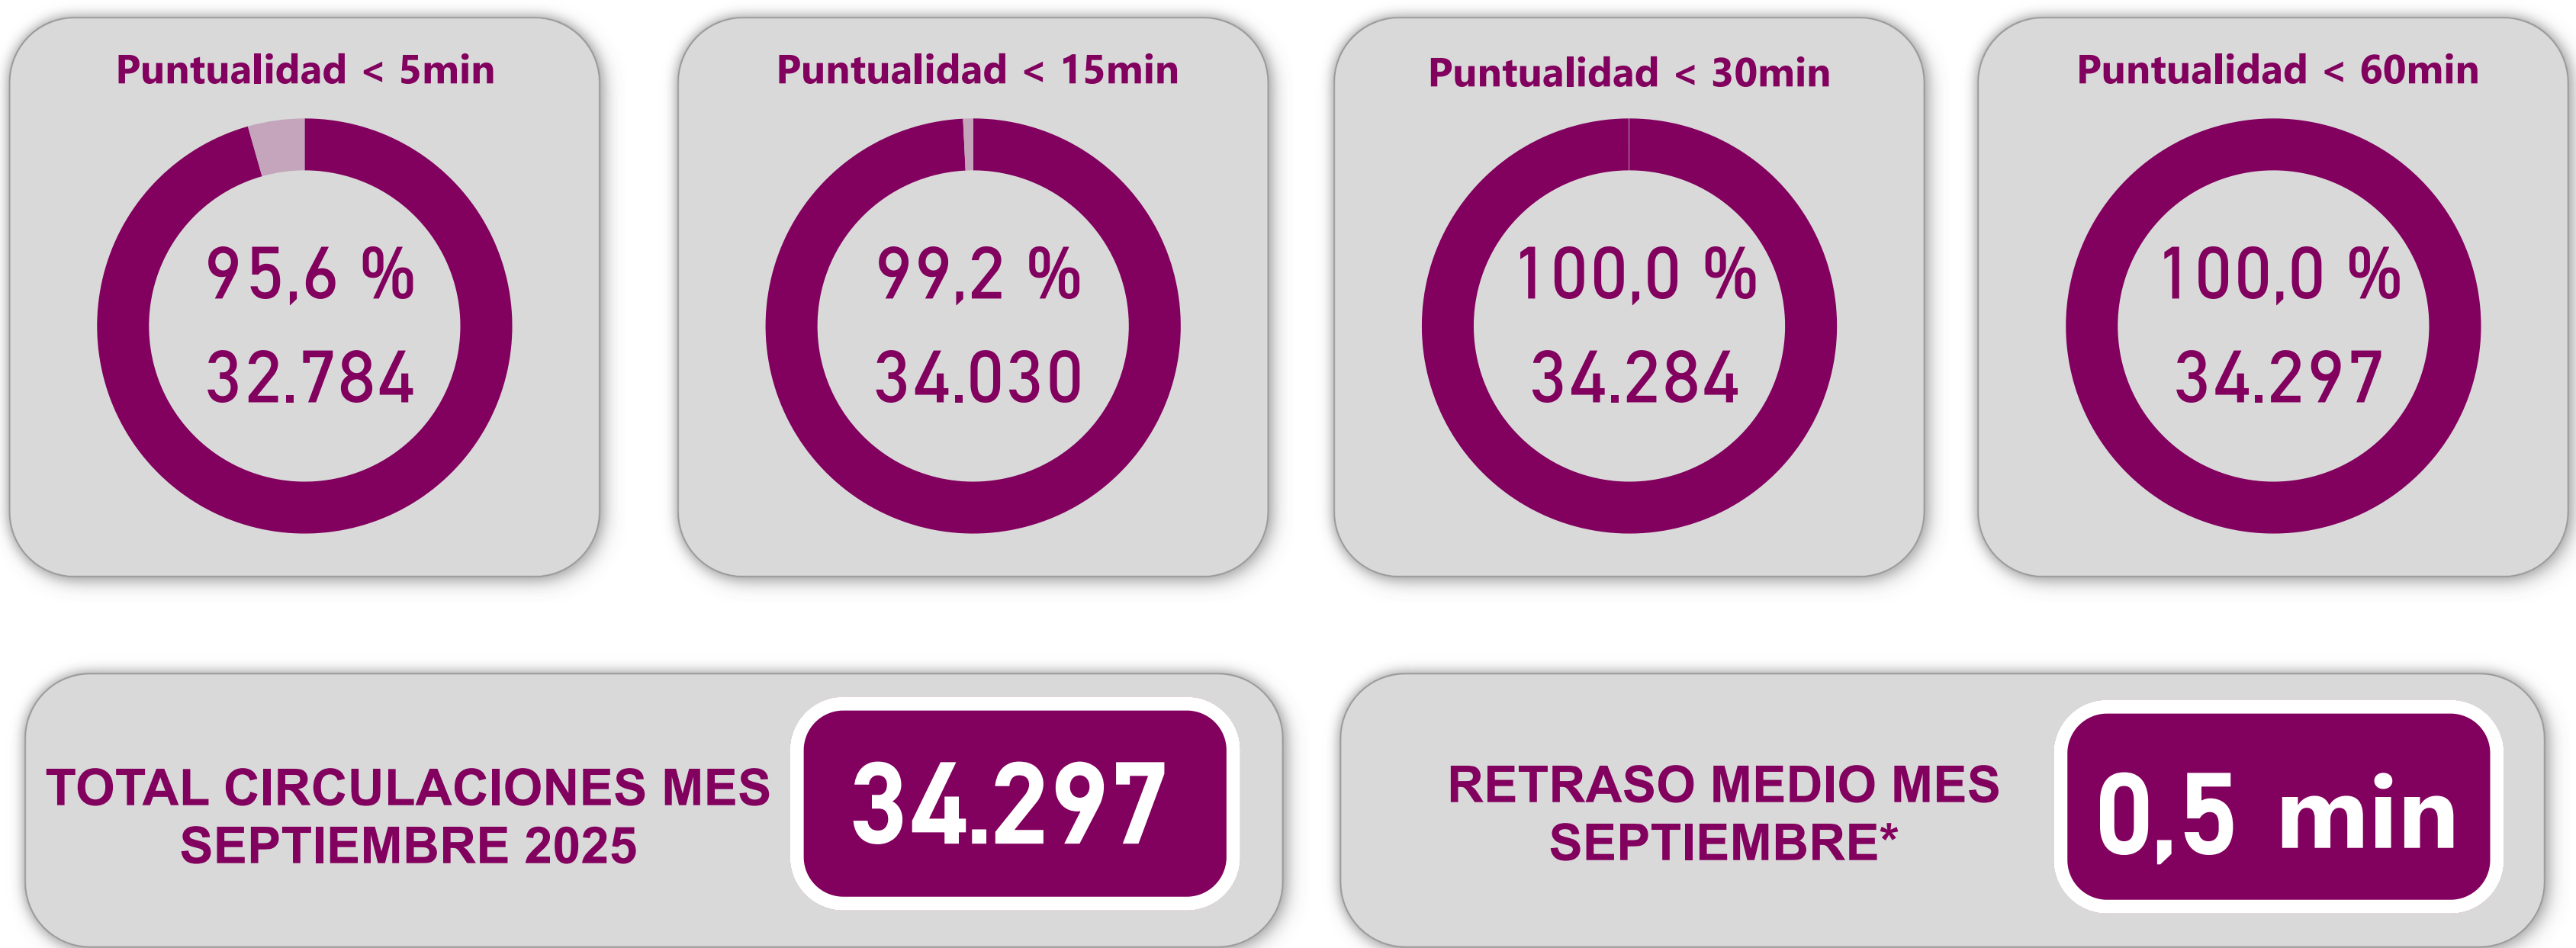 Puntualidad < 5min
95,6 %
32.784
Puntualidad < 15min
99,2 %
34.030
Puntualidad < 30min
100,0 %
34.284
Puntualidad < 60min
100,0 %
34.297
TOTAL CIRCULACIONES MES
SEPTIEMBRE 2025
34.297
RETRASO MEDIO MES
SEPTIEMBRE*
0,5 min